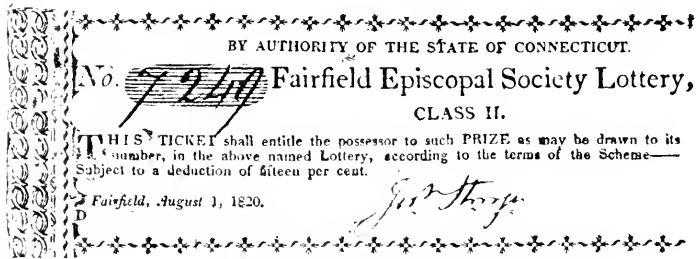 BY AUTHORITY OF THE STATE OF CONNECTICUT.
No. 7249 Fairfield Episcopal Society Lottery,
CLASS II.
THIS TICKET shall entitle the possessor to such PRIZE as may be drawn to its
number, in the above named Lottery, according to the terms of the Scheme—
Subject to a deduction of fifteen per cent.
Fairfield, August 1, 1820.
D